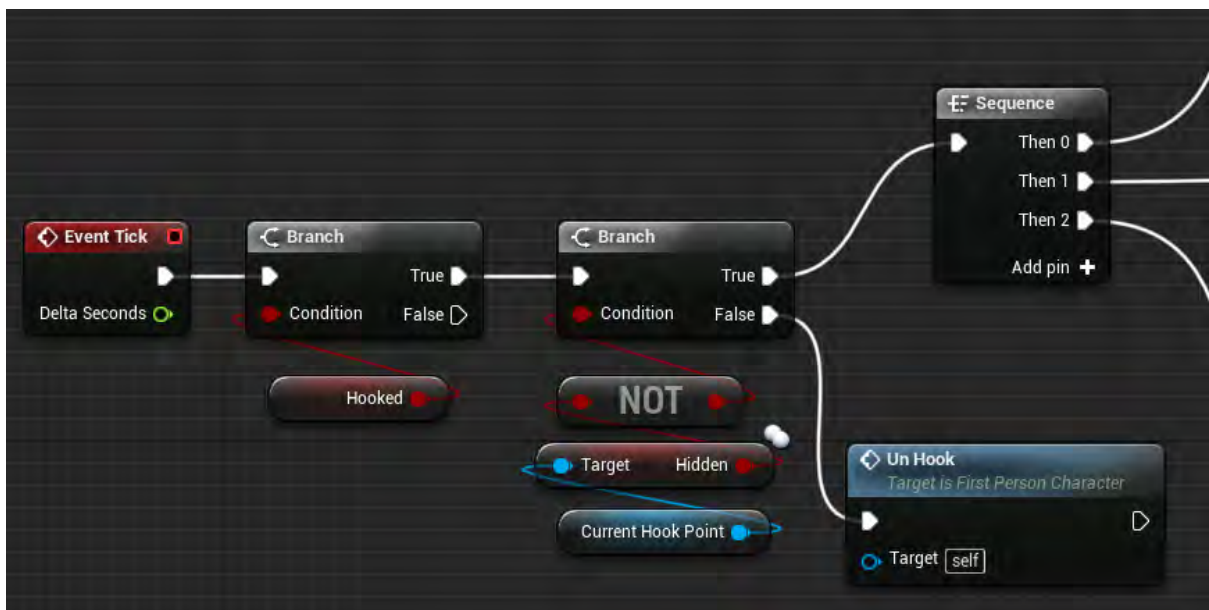 Sequence
Then 0
Then 1
Then 2
Add pin
Event Tick
Delta Seconds
Branch
True
Condition
False
Hooked
Branch
True
Condition
False
NOT
Target Hidden
Current Hook Point
Un Hook
Target is First Person Character
Target self